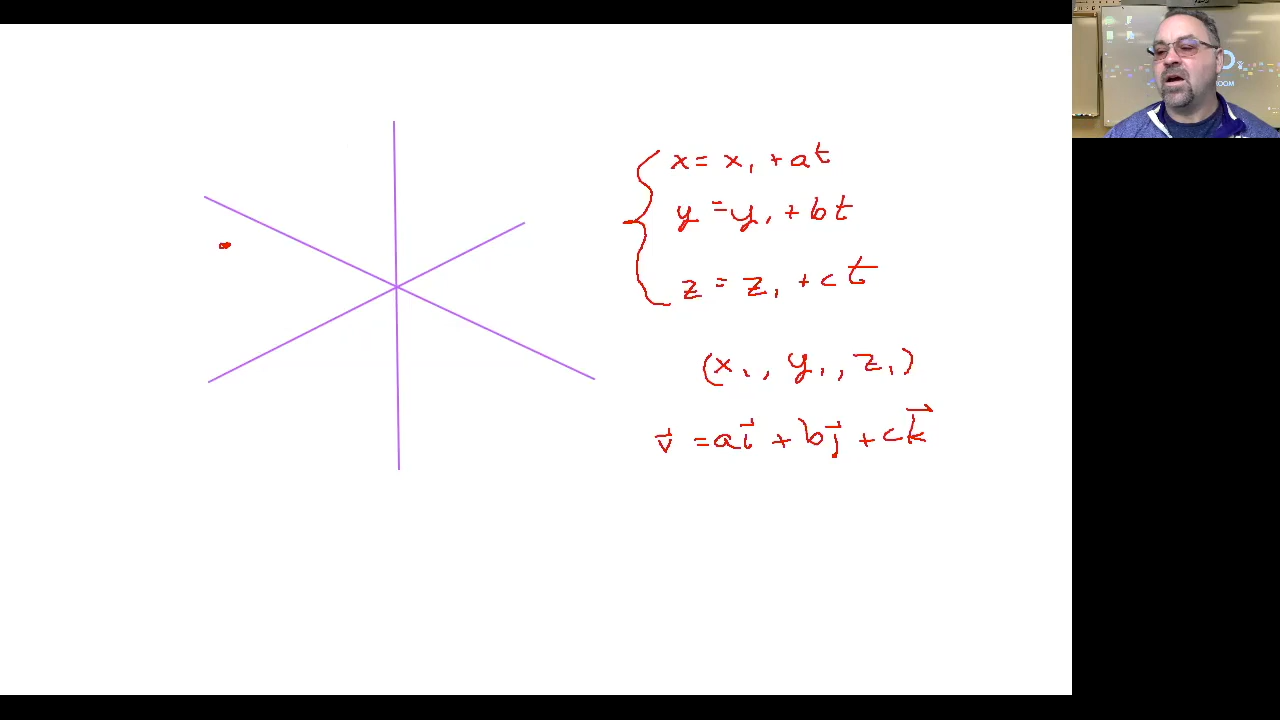 x = x₁ + at
y = y₁ + bt
z = z₁ + ct
(x₁, y₁, z₁)
v⃗ = ai⃗ + bj⃗ + ck⃗